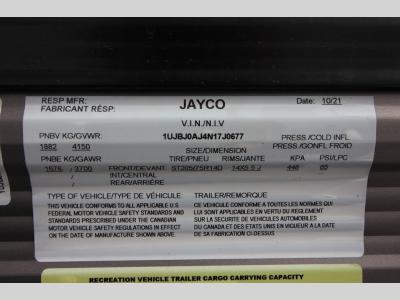 RESP MFR:
FABRICANT RÉSP: JAYCO Date: 10/21
V.I.N./N.I.V
PNBV KG/GVWR: 1UJBJ0AJ4N17J0677 PRESS/COLD INFL
1882 4150 SIZE/DIMENSION PRESS/GONFL FROID
PNBE KG/GAWR TIRE/PNEU RIMS/JANTE KPA PSI/LPC
1678 3700 FRONT/DEVANT ST205/75R14D 14X5.5 J 448 65
INT/CENTRAL
REAR/ARRIÈRE
TYPE OF VEHICLE/TYPE DE VÉHICULE TRAILER/REMORQUE
THIS VEHICLE CONFORMS TO ALL APPLICABLE U.S CE VEHICULE CONFORME A TOUTES LES NORMES QUI
FEDERAL MOTOR VEHICLE SAFETY STANDARDS AND LUI SONT APPLICABLES EN VERTU DU REGLEMENT
STANDARDS PRESCRIBED UNDER THE CANADIAN SUR LA SECURITE DE VEHICULES AUTOMOBILES
MOTOR VEHICLE SAFETY REGULATIONS IN EFFECT DU CANADA ET DES ETATS UNIS EN VIGUEUR A LA DATE
ON THE DATE OF MANUFACTURE SHOWN ABOVE. DE SA FABRICATION CI-DESSUS
RECREATION VEHICLE TRAILER CARGO CARRYING CAPACITY